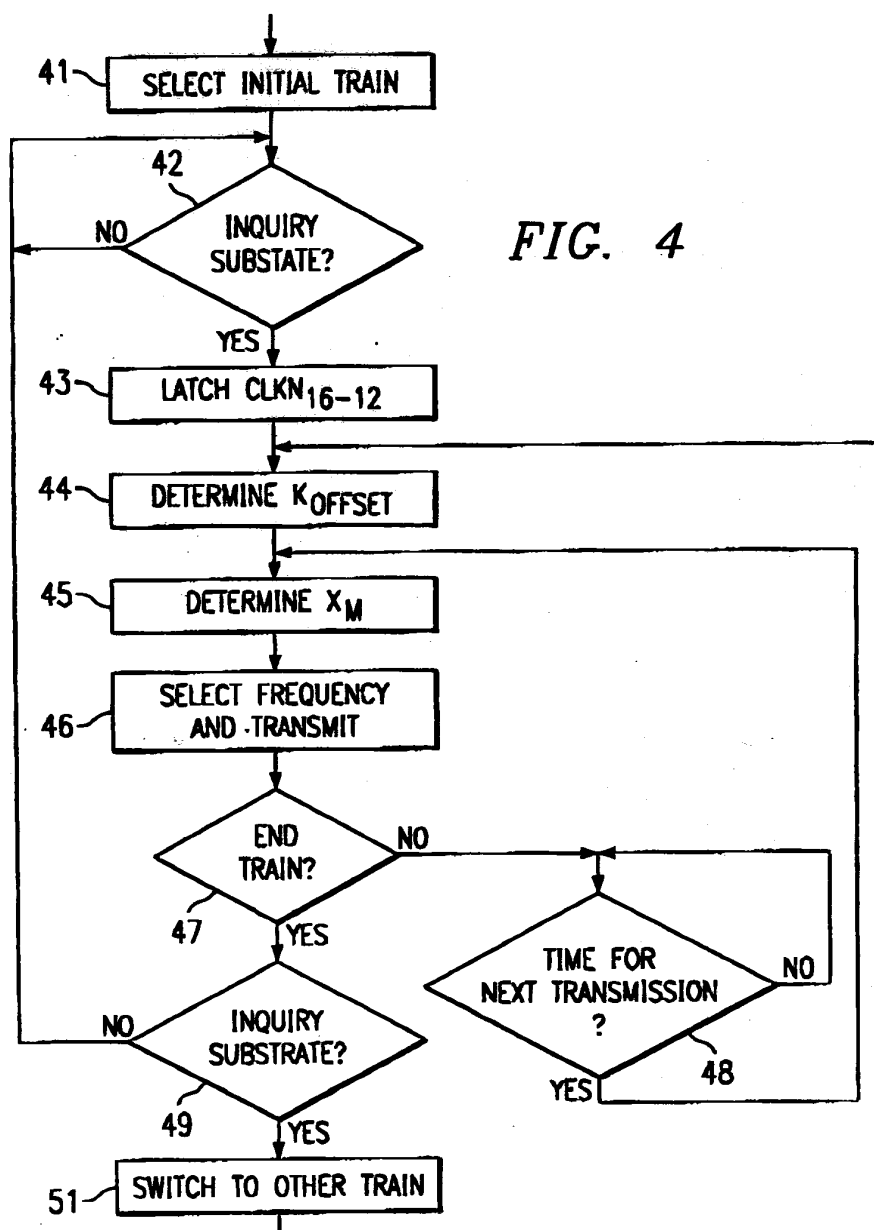 41
SELECT INITIAL TRAIN
42
NO
INQUIRY
SUBSTATE?
FIG. 4
YES
43
LATCH CLKN16-12
44
DETERMINE KOFFSET
45
DETERMINE XM
46
SELECT FREQUENCY
AND TRANSMIT
END
TRAIN?
NO
47
YES
TIME FOR
NEXT TRANSMISSION
?
NO
48
YES
NO
INQUIRY
SUBSTRATE?
49
YES
51
SWITCH TO OTHER TRAIN